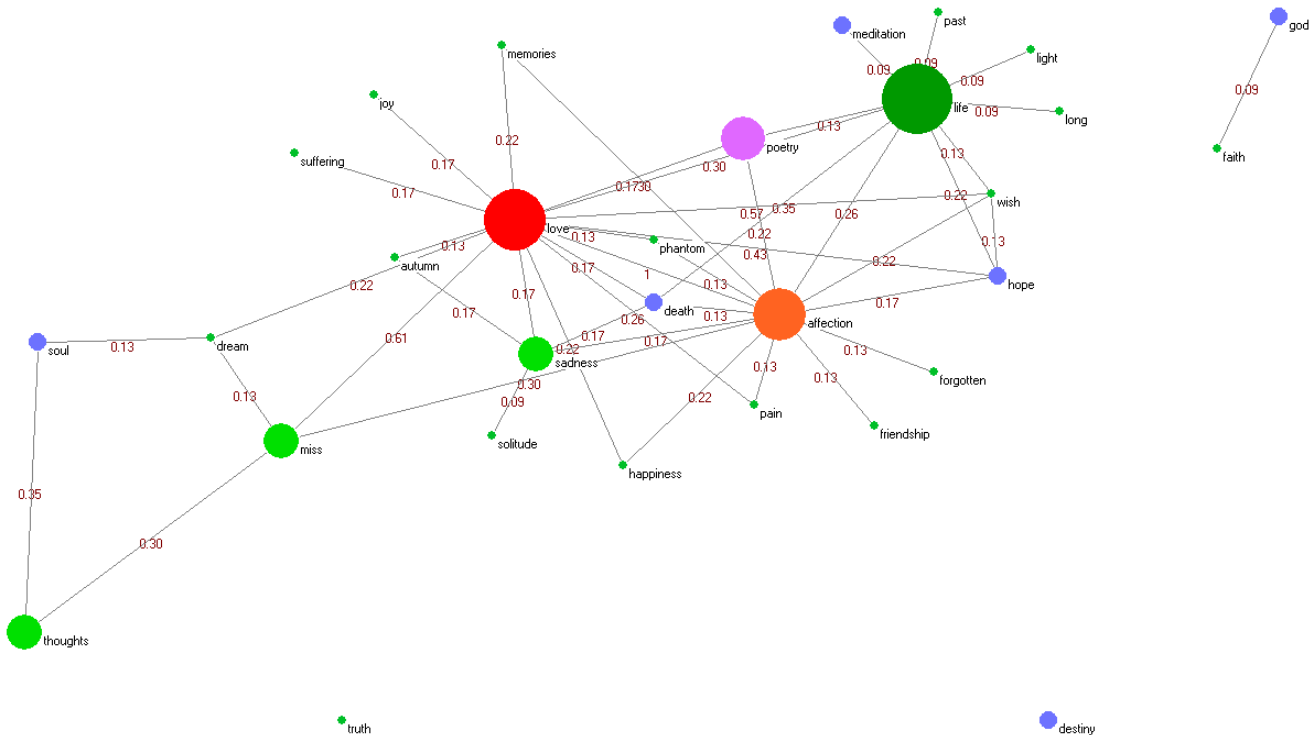 past
god
meditation
memories
light
0.09 0.09
0.09
0.09
joy
life
0.09
long
0.22
0.13
poetry
faith
suffering
0.17
0.30
0.13
0.17
0.1730
0.22
wish
0.57 0.35
0.26
love
0.13
0.22
0.13
phantom
0.13
0.43
autumn
0.17
0.22
1
hope
0.22
0.13
0.17
0.17
death
0.17
0.26
0.13
affection
0.61
0.17
0.17
soul
0.13
dream
0.22
sadness
0.13
0.13
0.30
forgotten
0.13
0.13
0.09
0.22
pain
friendship
solitude
miss
happiness
0.35
0.30
thoughts
truth
destiny